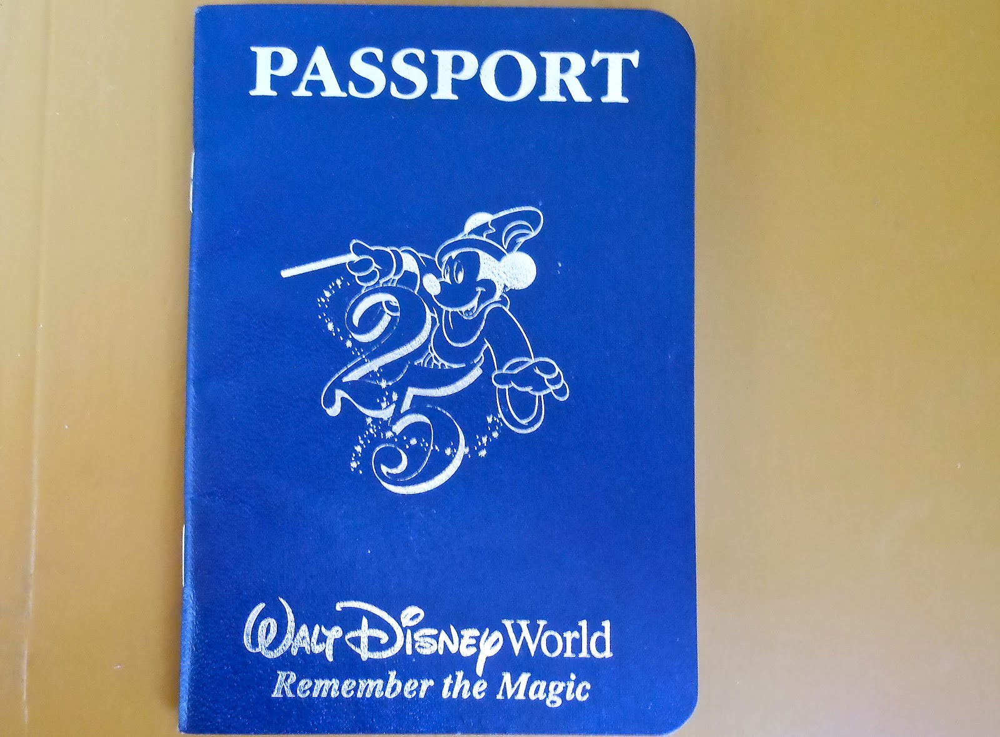 PASSPORT
25
WALT DISNEY World
Remember the Magic